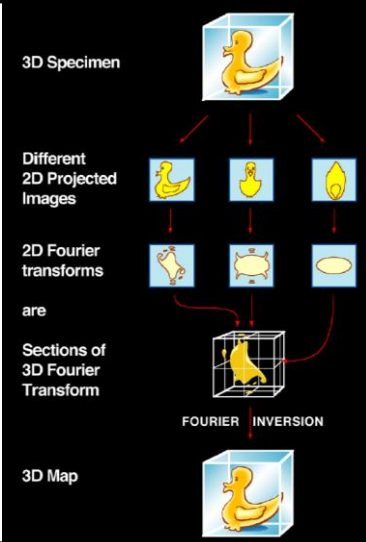 3D Specimen
Different
2D Projected
Images
2D Fourier
transforms
are
Sections of
3D Fourier
Transform
FOURIER INVERSION
3D Map